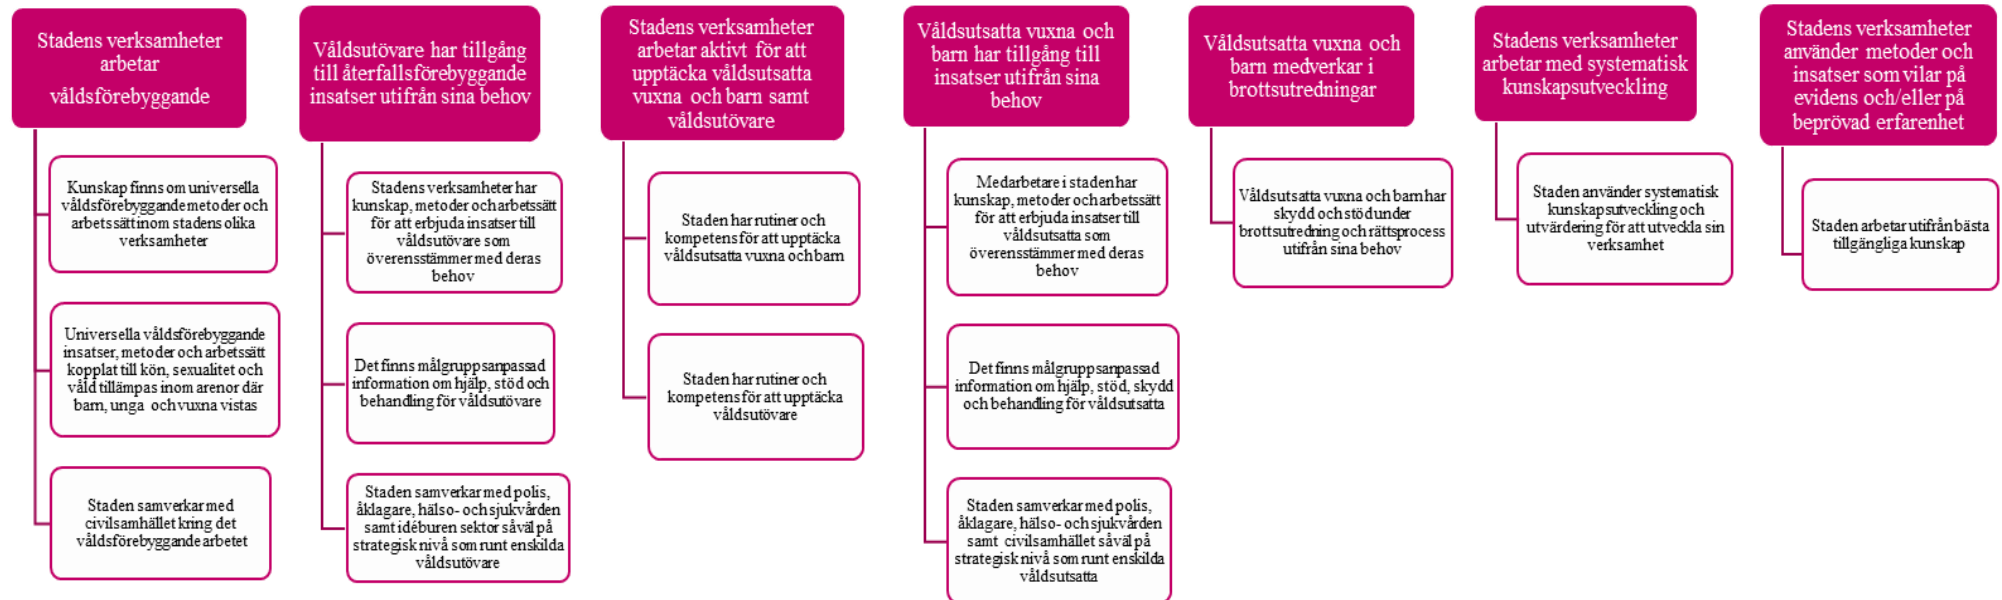 Stadens verksamheter
arbetar
våldsförebyggande
Kunskap finns om universella
våldsförebyggande metoder och
arbetssätt inom stadens olika
verksamheter
Universella våldsförebyggande
insatser, metoder och arbetssätt
kopplat till kön, sexualitet och
våld tillämpas inom arenor där
barn, unga och vuxna vistas
Staden samverkar med
civilsamhället kring det
våldsförebyggande arbetet
Våldsutövare har tillgång
till återfallsförebyggande
insatser utifrån sina behov
Stadens verksamheter har
kunskap, metoder och arbetssätt
för att erbjuda insatser till
våldsutövare som
överensstämmer med deras
behov
Det finns målgruppsanpassad
information om hjälp, stöd och
behandling för våldsutövare
Staden samverkar med polis,
åklagare, hälso- och sjukvården
samt idéburen sektor såväl på
strategisk nivå som runt enskilda
våldsutövare
Stadens verksamheter
arbetar aktivt för att
upptäcka våldsutsatta
vuxna och barn samt
våldsutövare
Staden har rutiner och
kompetens för att upptäcka
våldsutsatta vuxna och barn
Staden har rutiner och
kompetens för att upptäcka
våldsutövare
Våldsutsatta vuxna och
barn har tillgång till
insatser utifrån sina
behov
Medarbetare i staden har
kunskap, metoder och arbetssätt
för att erbjuda insatser till
våldsutsatta som
överensstämmer med deras
behov
Det finns målgruppsanpassad
information om hjälp, stöd, skydd
och behandling för våldsutsatta
Staden samverkar med polis,
åklagare, hälso- och sjukvården
samt civilsamhället såväl på
strategisk nivå som runt enskilda
våldsutsatta
Våldsutsatta vuxna och
barn medverkar i
brottsutredningar
Våldsutsatta vuxna och barn har
skydd och stöd under
brottsutredning och rättsprocess
utifrån sina behov
Stadens verksamheter
arbetar med systematisk
kunskapsutveckling
Staden använder systematisk
kunskapsutveckling och
utvärdering för att utveckla sin
verksamhet
Stadens verksamheter
använder metoder och
insatser som vilar på
evidens och/eller på
beprövad erfarenhet
Staden arbetar utifrån bästa
tillgängliga kunskap